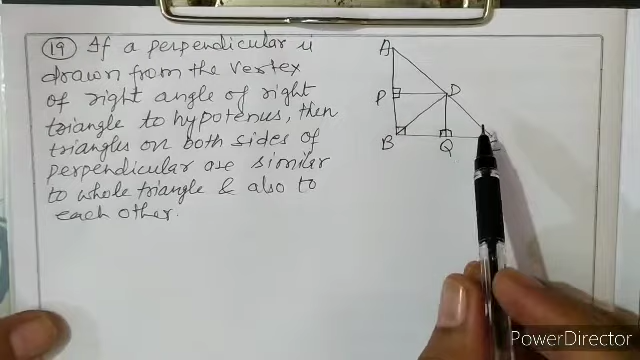 19 If a perpendicular is
drawn from the vertex
of right angle of right
triangle to hypotenus, then
triangles on both sides of
perpendicular are similar
to whole triangle & also to
each other.
A
P
D
B
Q
PowerDirector